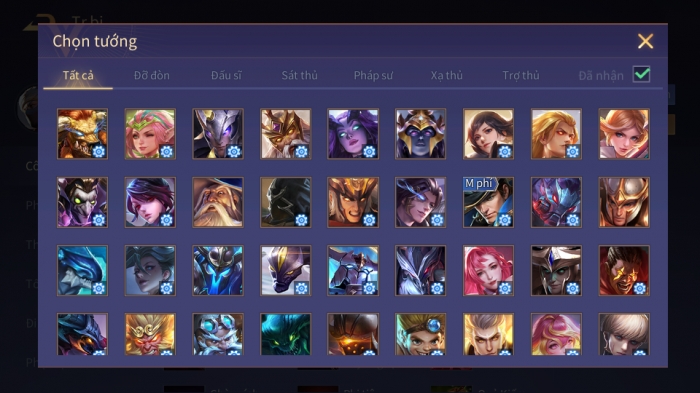 Trị
Chọn tướng
Tất cả
Đỡ đòn
Đấu sĩ
Sát thủ
Pháp sư
Xạ thủ
Trợ thủ
Đã nhận
M phí